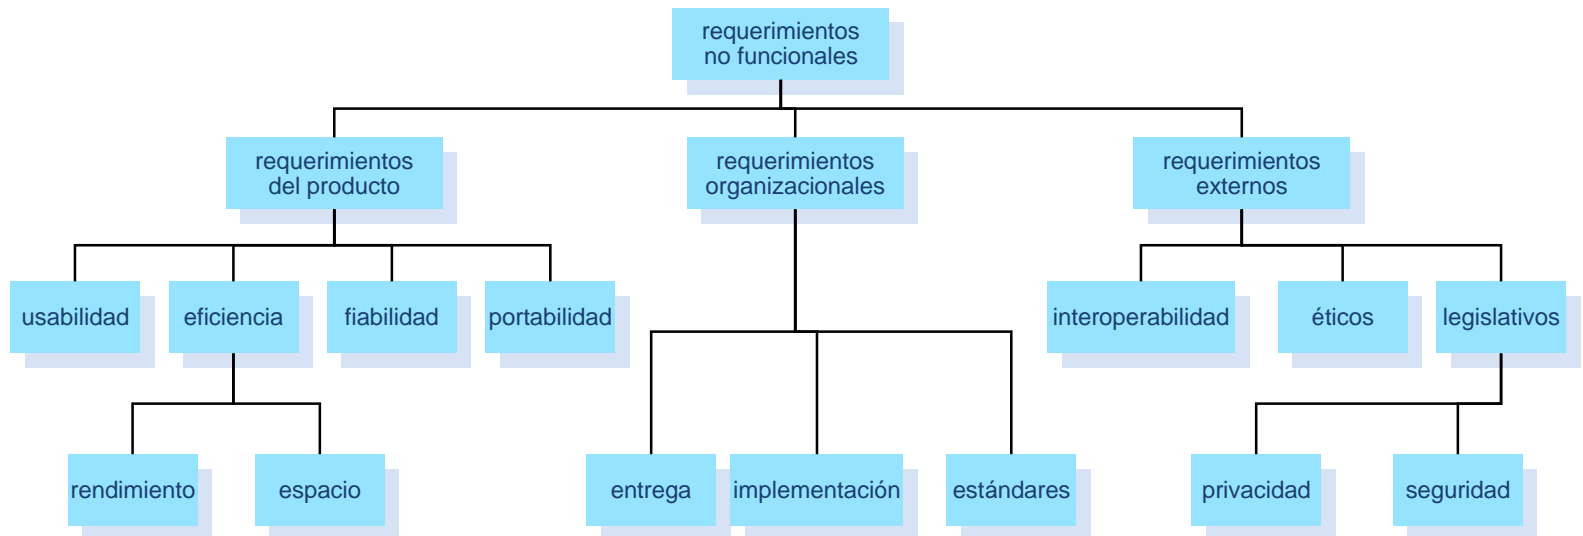 requerimientos
no funcionales
requerimientos
del producto
requerimientos
organizacionales
requerimientos
externos
usabilidad
eficiencia
fiabilidad
portabilidad
interoperabilidad
éticos
legislativos
rendimiento
espacio
entrega
implementación
estándares
privacidad
seguridad